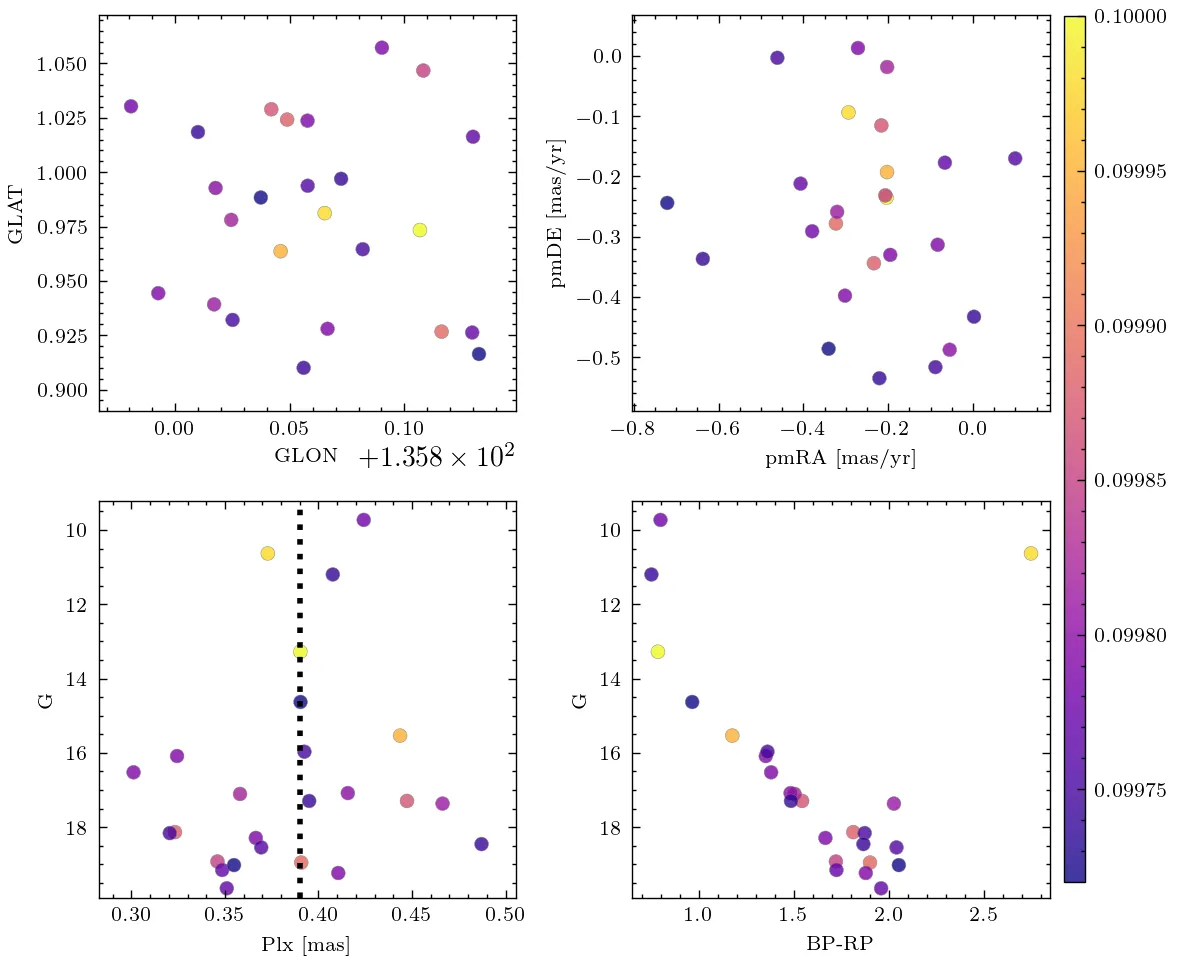 1.050
1.025
1.000
0.975
0.950
0.925
0.900
GLAT
0.00 0.05 0.10
GLON +1.358 × 10²
0.0
−0.1
−0.2
−0.3
−0.4
−0.5
pmDE [mas/yr]
−0.8 −0.6 −0.4 −0.2 0.0
pmRA [mas/yr]
0.10000
0.09995
0.09990
0.09985
0.09980
0.09975
10
12
14
16
18
G
0.30 0.35 0.40 0.45 0.50
Plx [mas]
10
12
14
16
18
G
1.0 1.5 2.0 2.5
BP-RP